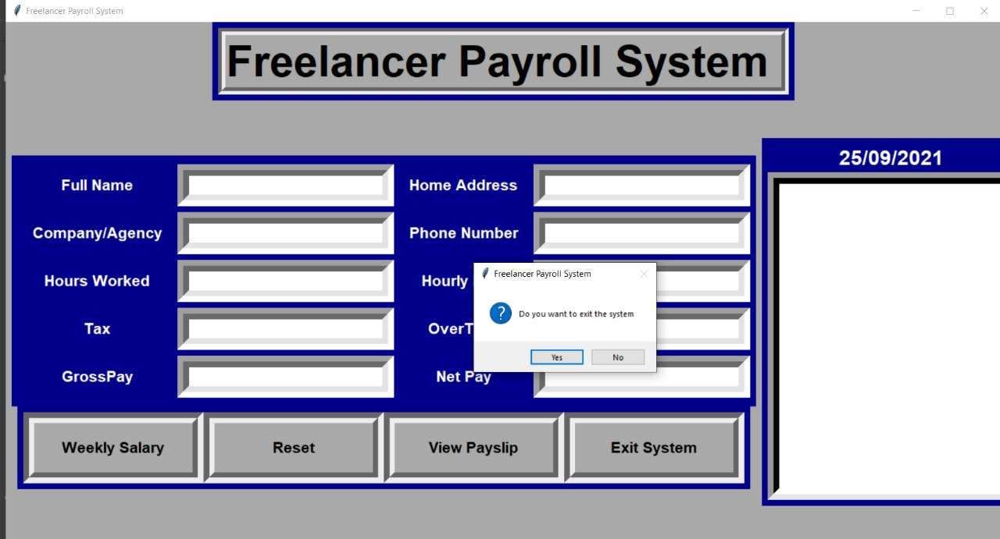 Freelancer Payroll System
Freelancer Payroll System
25/09/2021
Full Name
Home Address
Company/Agency
Phone Number
Hours Worked
Hourly
Freelancer Payroll System
Do you want to exit the system
Yes
No
Tax
OverT
GrossPay
Net Pay
Weekly Salary
Reset
View Payslip
Exit System